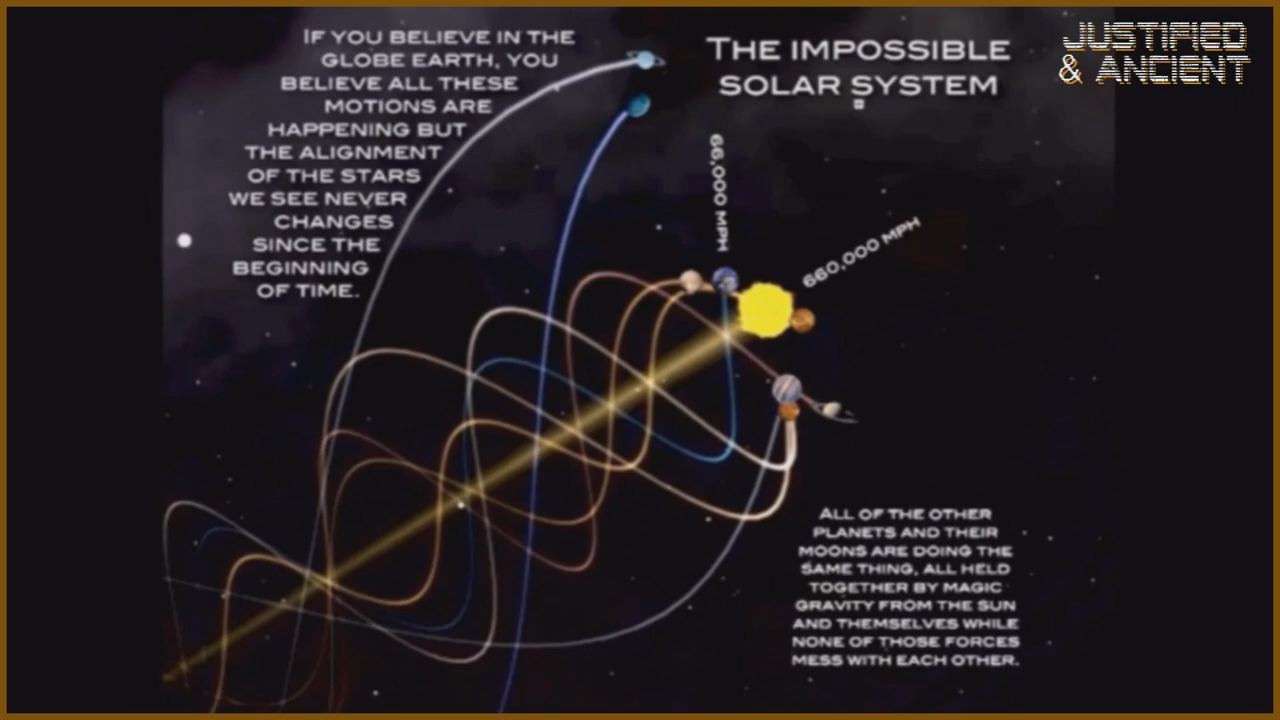 IF YOU BELIEVE IN THE
GLOBE EARTH, YOU
BELIEVE ALL THESE
MOTIONS ARE
HAPPENING BUT
THE ALIGNMENT
OF THE STARS
WE SEE NEVER
CHANGES
SINCE THE
BEGINNING
OF TIME.
THE IMPOSSIBLE
SOLAR SYSTEM
JUSTIFIED
& ANCIENT
66,000 MPH
660,000 MPH
ALL OF THE OTHER
PLANETS AND THEIR
MOONS ARE DOING THE
SAME THING, ALL HELD
TOGETHER BY MAGIC
GRAVITY FROM THE SUN
AND THEMSELVES WHILE
NONE OF THOSE FORCES
MESS WITH EACH OTHER.